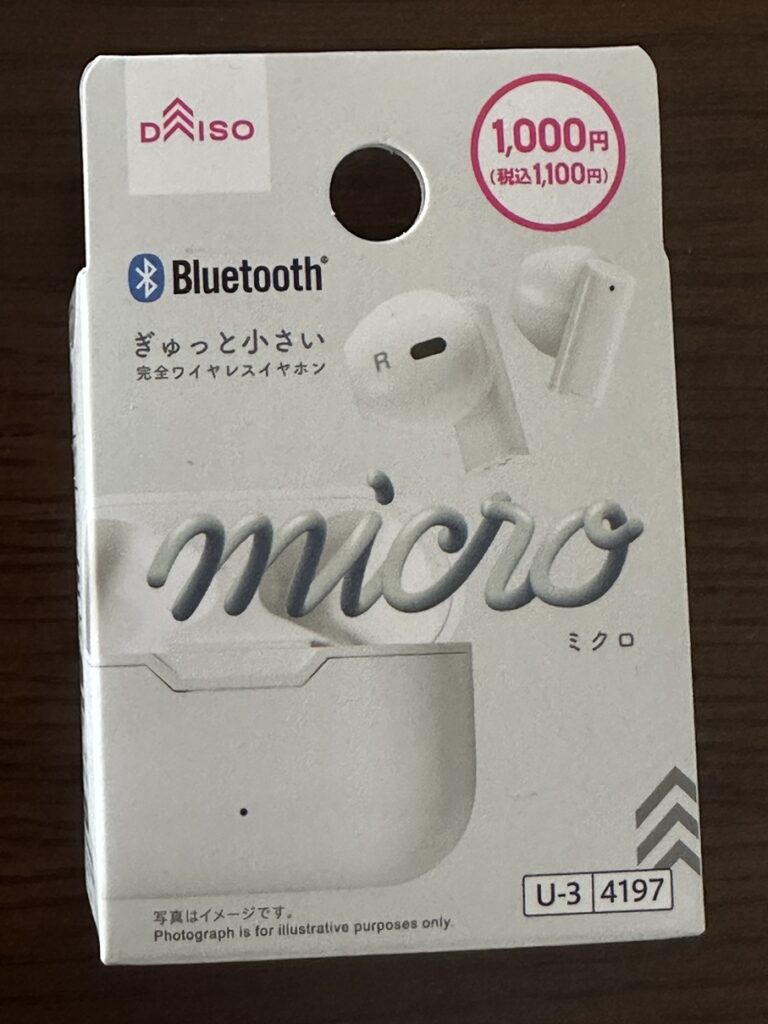 DAISO
1,000円
(税込1,100円)
Bluetooth®
ぎゅっと小さい
完全ワイヤレスイヤホン
R
micro
ミクロ
U-3 4197
写真はイメージです。
Photograph is for illustrative purposes only.